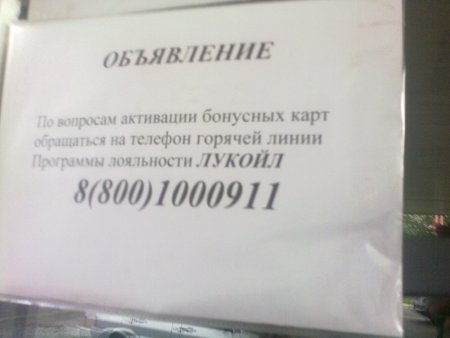 ОБЪЯВЛЕНИЕ
По вопросам активации бонусных карт
обращаться на телефон горячей линии
Программы лояльности ЛУКОЙЛ
8(800)1000911